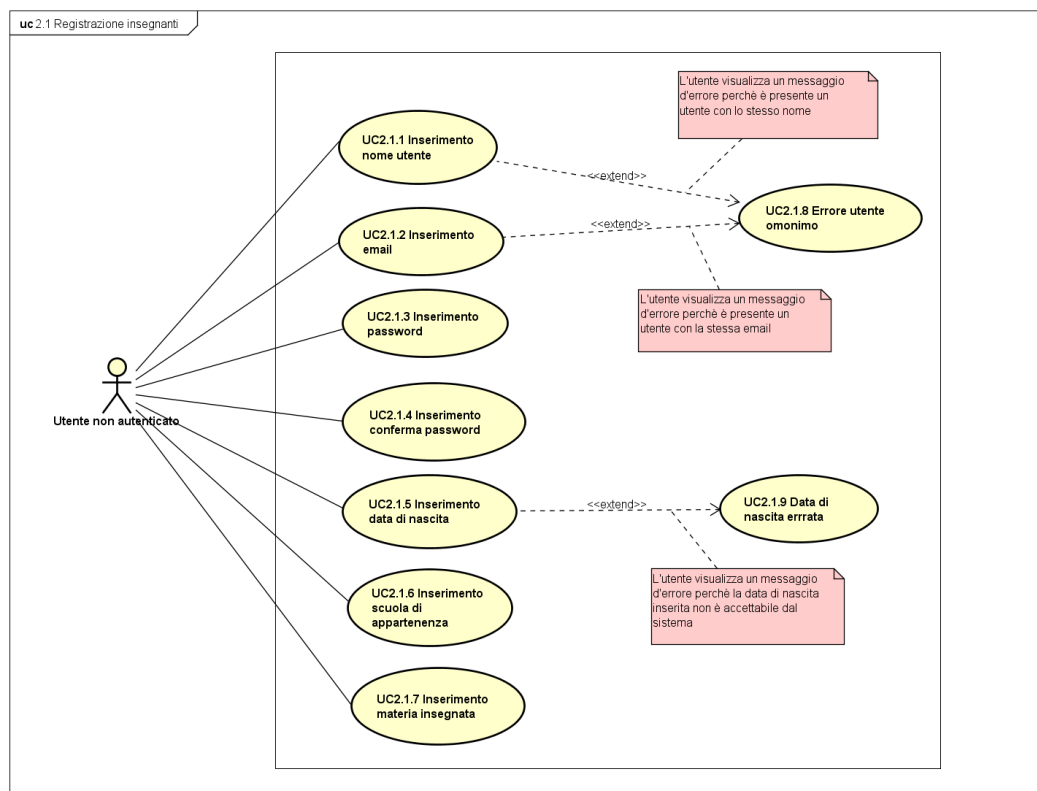 uc 2.1 Registrazione insegnanti
L'utente visualizza un messaggio
d'errore perchè è presente un
utente con lo stesso nome
UC2.1.1 Inserimento
nome utente
<<extend>>
UC2.1.8 Errore utente
omonimo
UC2.1.2 Inserimento
email
<<extend>>
L'utente visualizza un messaggio
d'errore perchè è presente un
utente con la stessa email
UC2.1.3 Inserimento
password
Utente non autenticato
UC2.1.4 Inserimento
conferma password
UC2.1.5 Inserimento
data di nascita
<<extend>>
UC2.1.9 Data di
nascita errrata
L'utente visualizza un messaggio
d'errore perchè la data di nascita
inserita non è accettabile dal
sistema
UC2.1.6 Inserimento
scuola di
appartenenza
UC2.1.7 Inserimento
materia insegnata